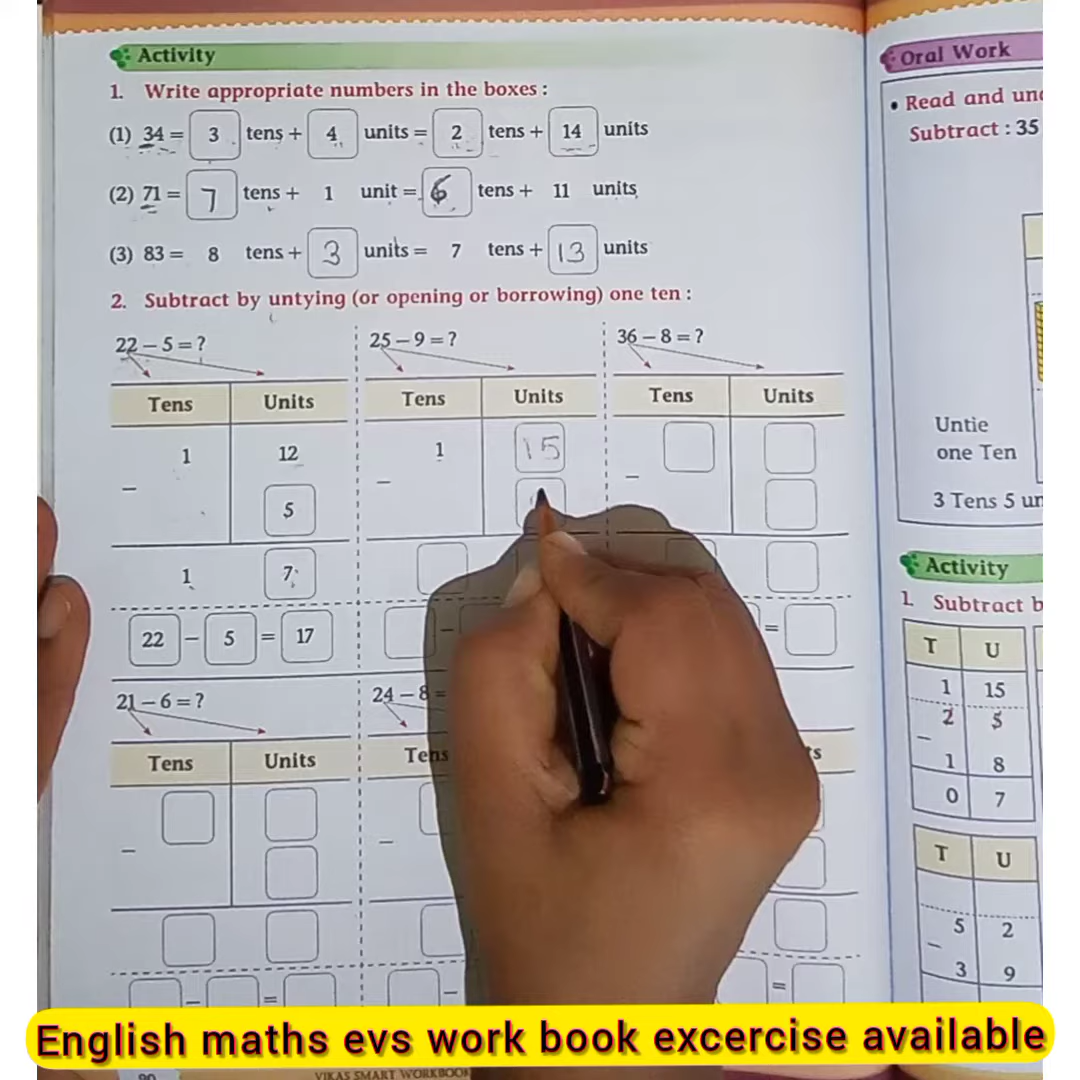 Activity
1. Write appropriate numbers in the boxes :
(1) 34 = 3 tens + 4 units = 2 tens + 14 units
(2) 71 = 7 tens + 1 unit = 6 tens + 11 units
(3) 83 = 8 tens + 3 units = 7 tens + 13 units
2. Subtract by untying (or opening or borrowing) one ten :
22 – 5 = ? 25 – 9 = ? 36 – 8 = ?
Tens Units Tens Units Tens Units
1 12 1 15
– 5 – –
1 7
22 – 5 = 17 – =
21 – 6 = ? 24 – 8 =
Tens Units Tens
– –
– = – =
Oral Work
• Read and
Subtract : 35
Untie
one Ten
3 Tens 5
Activity
1. Subtract
T U
1 15
2 5
– 1 8
0 7
T U
5 2
– 3 9
English maths evs work book excercise available
VIKAS SMART WORKBOOK